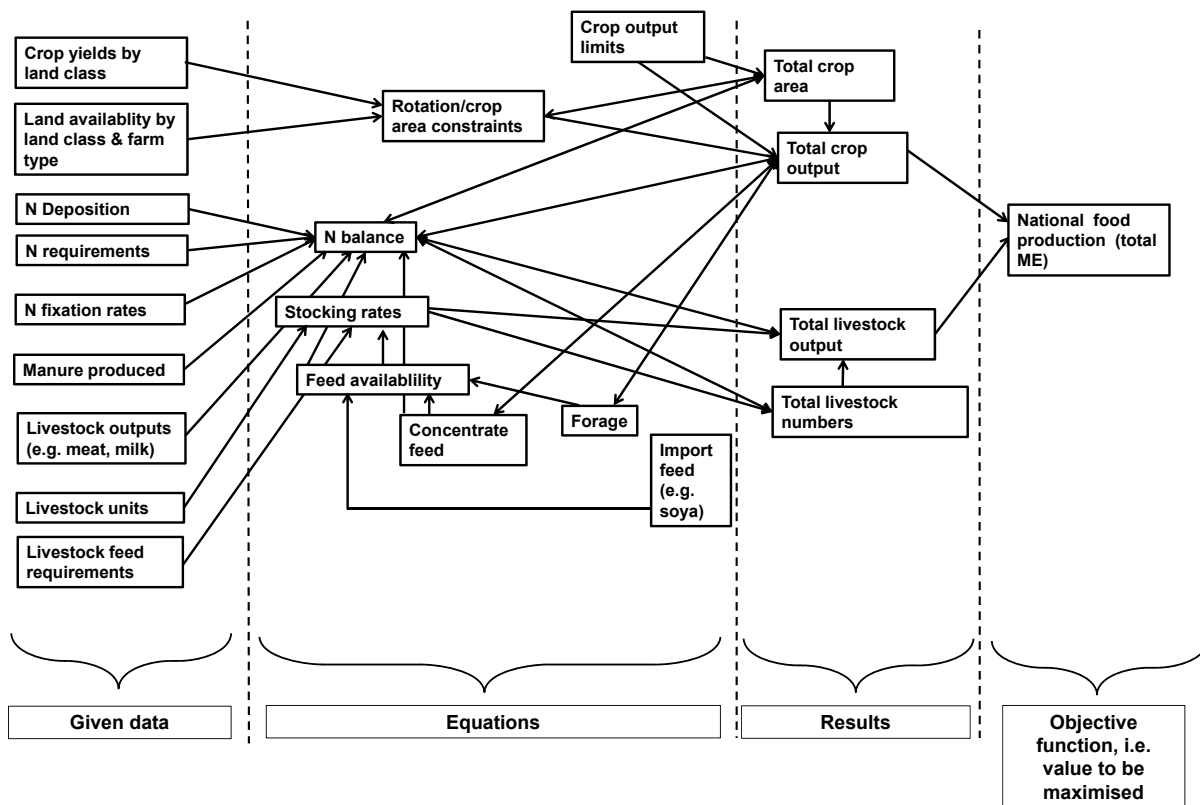 Crop yields by
land class
Land availablity by
land class & farm
type
N Deposition
N requirements
N fixation rates
Manure produced
Livestock outputs
(e.g. meat, milk)
Livestock units
Livestock feed
requirements
Rotation/crop
area constraints
N balance
Stocking rates
Feed availablility
Concentrate
feed
Forage
Import
feed
(e.g.
soya)
Crop output
limits
Total crop
area
Total crop
output
Total livestock
output
Total livestock
numbers
National food
production (total
ME)
Given data
Equations
Results
Objective
function, i.e.
value to be
maximised